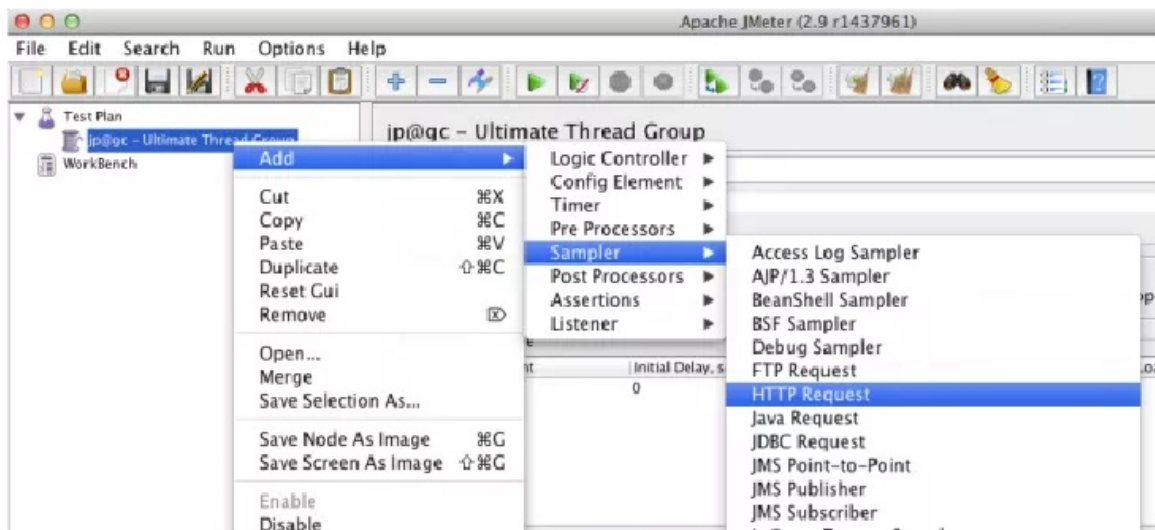 Apache JMeter (2.9 r1437961)
File Edit Search Run Options Help
Test Plan
jp@gc - Ultimate Thread Group
WorkBench
jp@gc - Ultimate Thread Group
Add
Cut ⌘X
Copy ⌘C
Paste ⌘V
Duplicate ⇧⌘C
Reset Gui
Remove ⌦
Open...
Merge
Save Selection As...
Save Node As Image ⌘G
Save Screen As Image ⇧⌘G
Enable
Disable
Logic Controller
Config Element
Timer
Pre Processors
Sampler
Post Processors
Assertions
Listener
Initial Delay, s
0
Access Log Sampler
AJP/1.3 Sampler
BeanShell Sampler
BSF Sampler
Debug Sampler
FTP Request
HTTP Request
Java Request
JDBC Request
JMS Point-to-Point
JMS Publisher
JMS Subscriber